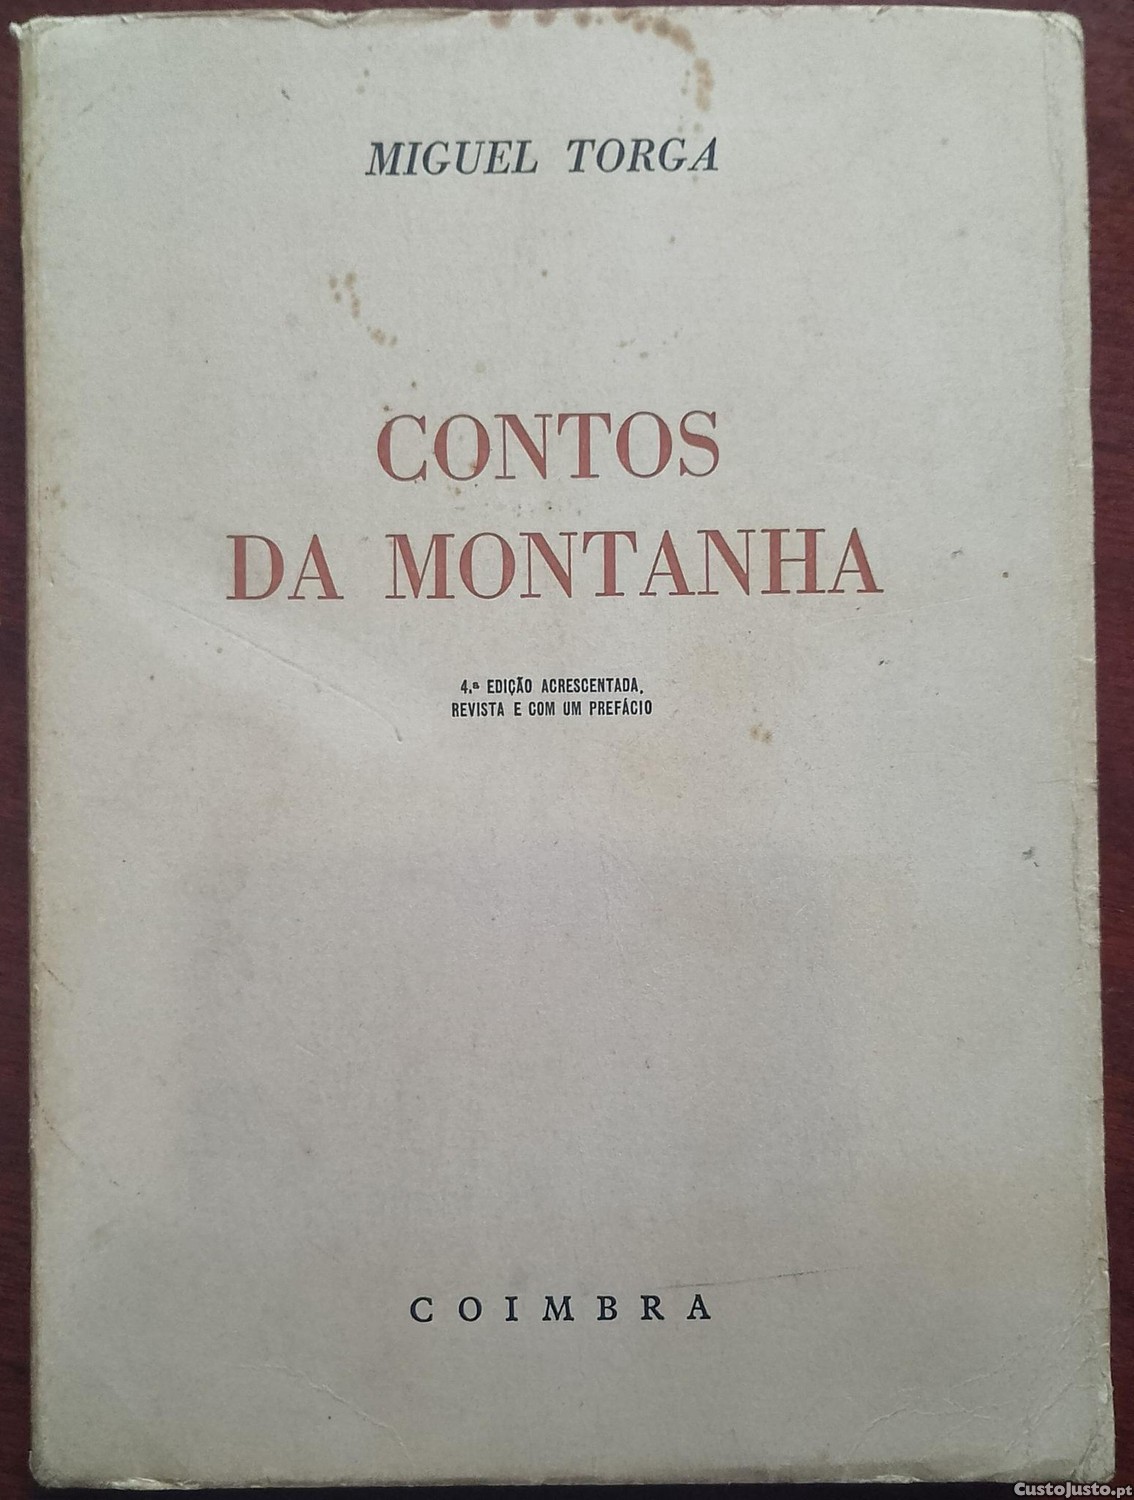 MIGUEL TORGA
CONTOS
DA MONTANHA
4.ª EDIÇÃO ACRESCENTADA,
REVISTA E COM UM PREFÁCIO
COIMBRA
CustoJusto.pt